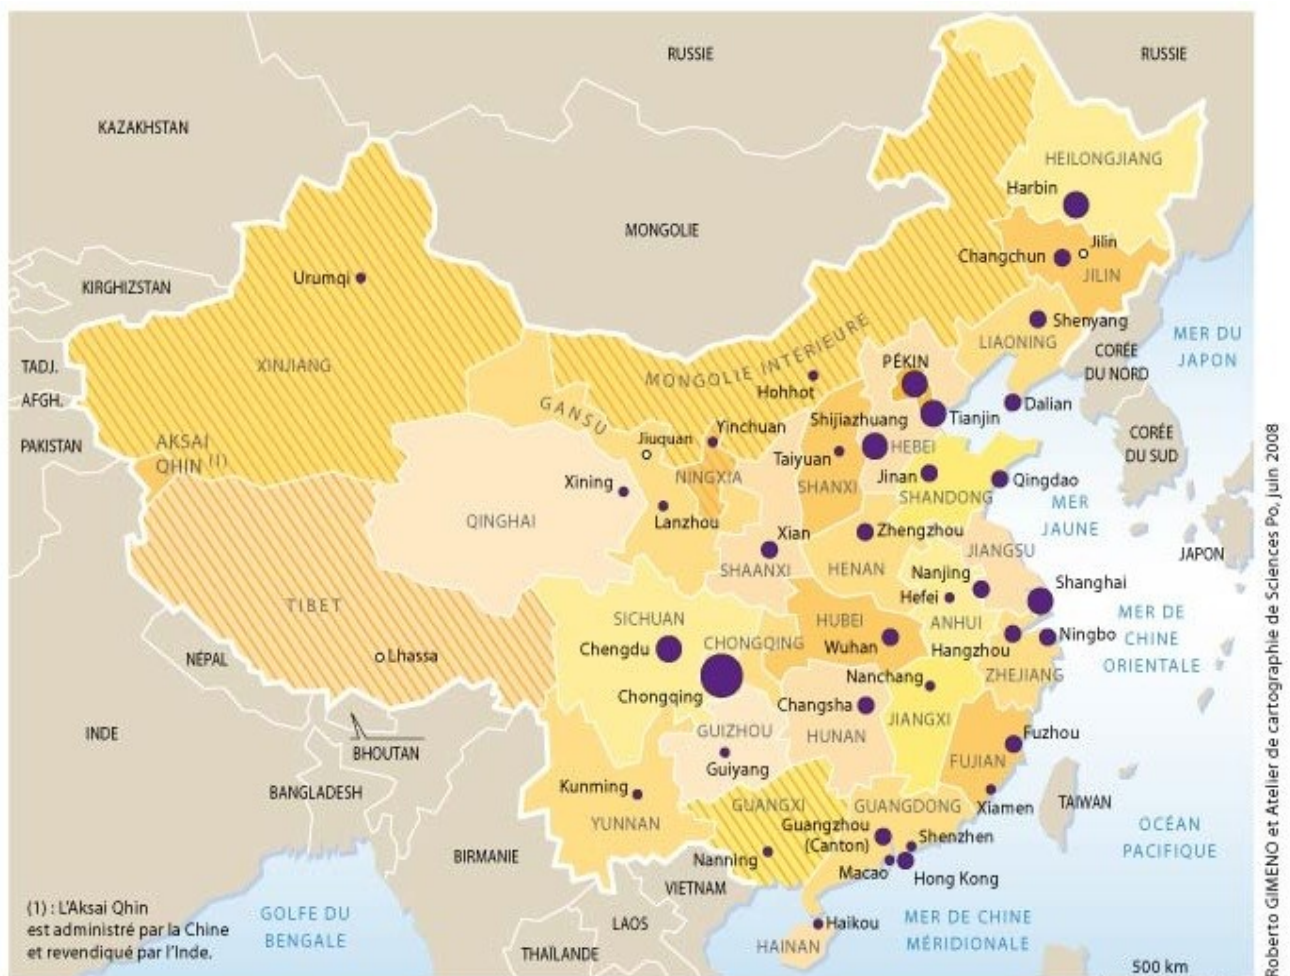 RUSSIE
RUSSIE
KAZAKHSTAN
HEILONGJIANG
Harbin
MONGOLIE
Jilin
Changchun
JILIN
Urumqi
KIRGHIZSTAN
Shenyang
LIAONING
MER DU
JAPON
CORÉE
DU NORD
XINJIANG
TADJ.
AFGH.
PAKISTAN
MONGOLIE INTÉRIEURE
Hohhot
PÉKIN
Tianjin
Dalian
GANSU
Shijiazhuang
HEBEI
Yinchuan
Jiuquan
AKSAI
QHIN (1)
CORÉE
DU SUD
Taiyuan
Jinan
NINGXIA
SHANXI
SHANDONG
Qingdao
Xining
MER
JAUNE
QINGHAI
Lanzhou
Xian
Zhengzhou
JIANGSU
JAPON
SHAANXI
HENAN
Nanjing
Hefei
Shanghai
TIBET
SICHUAN
HUBEI
ANHUI
MER DE
CHINE
ORIENTALE
Chengdu
CHONGQING
Wuhan
Hangzhou
Ningbo
NÉPAL
Lhassa
ZHEJIANG
Nanchang
Chongqing
Changsha
JIANGXI
INDE
BHOUTAN
GUIZHOU
HUNAN
Fuzhou
Guiyang
FUJIAN
BANGLADESH
Kunming
Xiamen
TAIWAN
YUNNAN
GUANGXI
GUANGDONG
Guangzhou
(Canton)
Shenzhen
OCÉAN
PACIFIQUE
BIRMANIE
Nanning
Macao
Hong Kong
VIETNAM
(1) : L'Aksai Qhin
est administré par la Chine
et revendiqué par l'Inde.
GOLFE DU
BENGALE
LAOS
Haikou
MER DE CHINE
MÉRIDIONALE
THAÏLANDE
HAINAN
500 km
Roberto GIMENO et Atelier de cartographie de Sciences Po, juin 2008